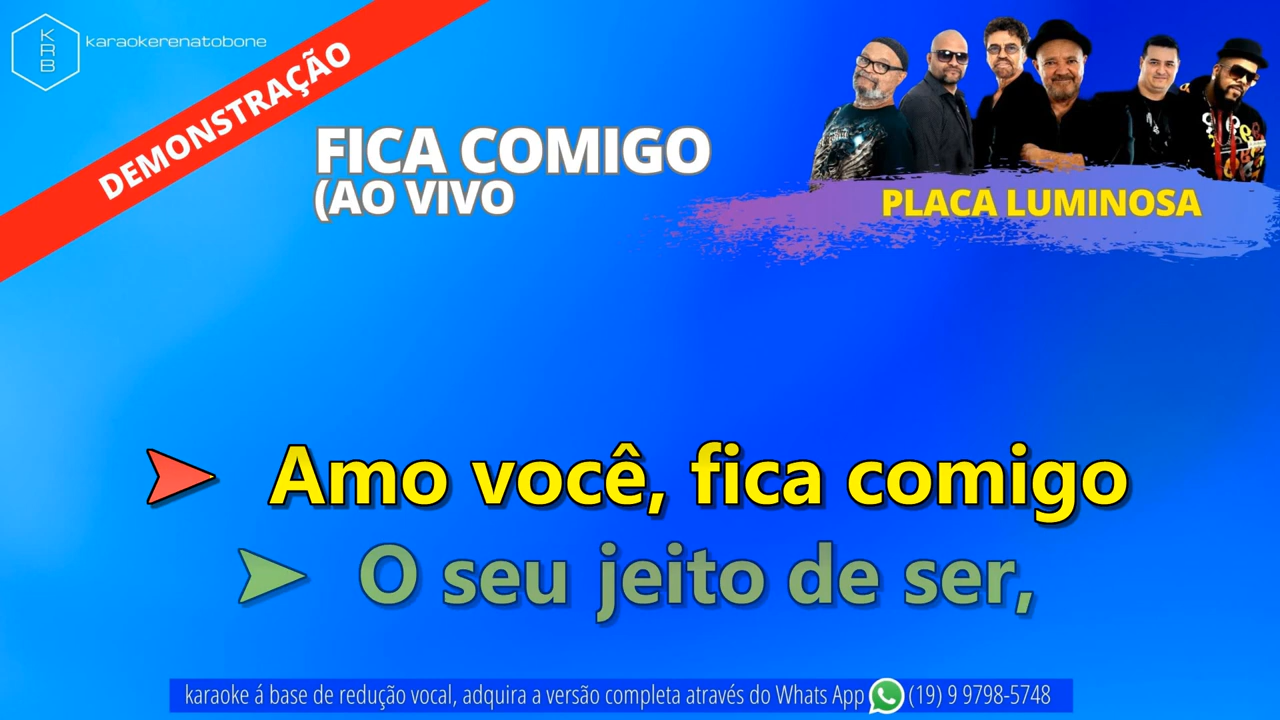 KRB
karaokerenatobone
DEMONSTRAÇÃO
FICA COMIGO
(AO VIVO
PLACA LUMINOSA
Amo você, fica comigo
O seu jeito de ser,
karaoke á base de redução vocal, adquira a versão completa através do Whats App (19) 9 9798-5748